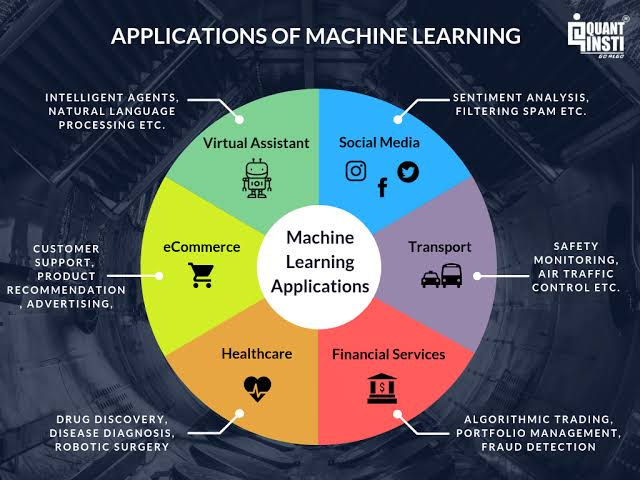 APPLICATIONS OF MACHINE LEARNING
QUANT
INSTI
®
GO ALGO
INTELLIGENT AGENTS,
NATURAL LANGUAGE
PROCESSING ETC.
SENTIMENT ANALYSIS,
FILTERING SPAM ETC.
Virtual Assistant
Social Media
CUSTOMER
SUPPORT,
PRODUCT
RECOMMENDATION
, ADVERTISING,
eCommerce
Machine
Learning
Applications
Transport
SAFETY
MONITORING,
AIR TRAFFIC
CONTROL ETC.
Healthcare
Financial Services
$
DRUG DISCOVERY,
DISEASE DIAGNOSIS,
ROBOTIC SURGERY
ALGORITHMIC TRADING,
PORTFOLIO MANAGEMENT,
FRAUD DETECTION